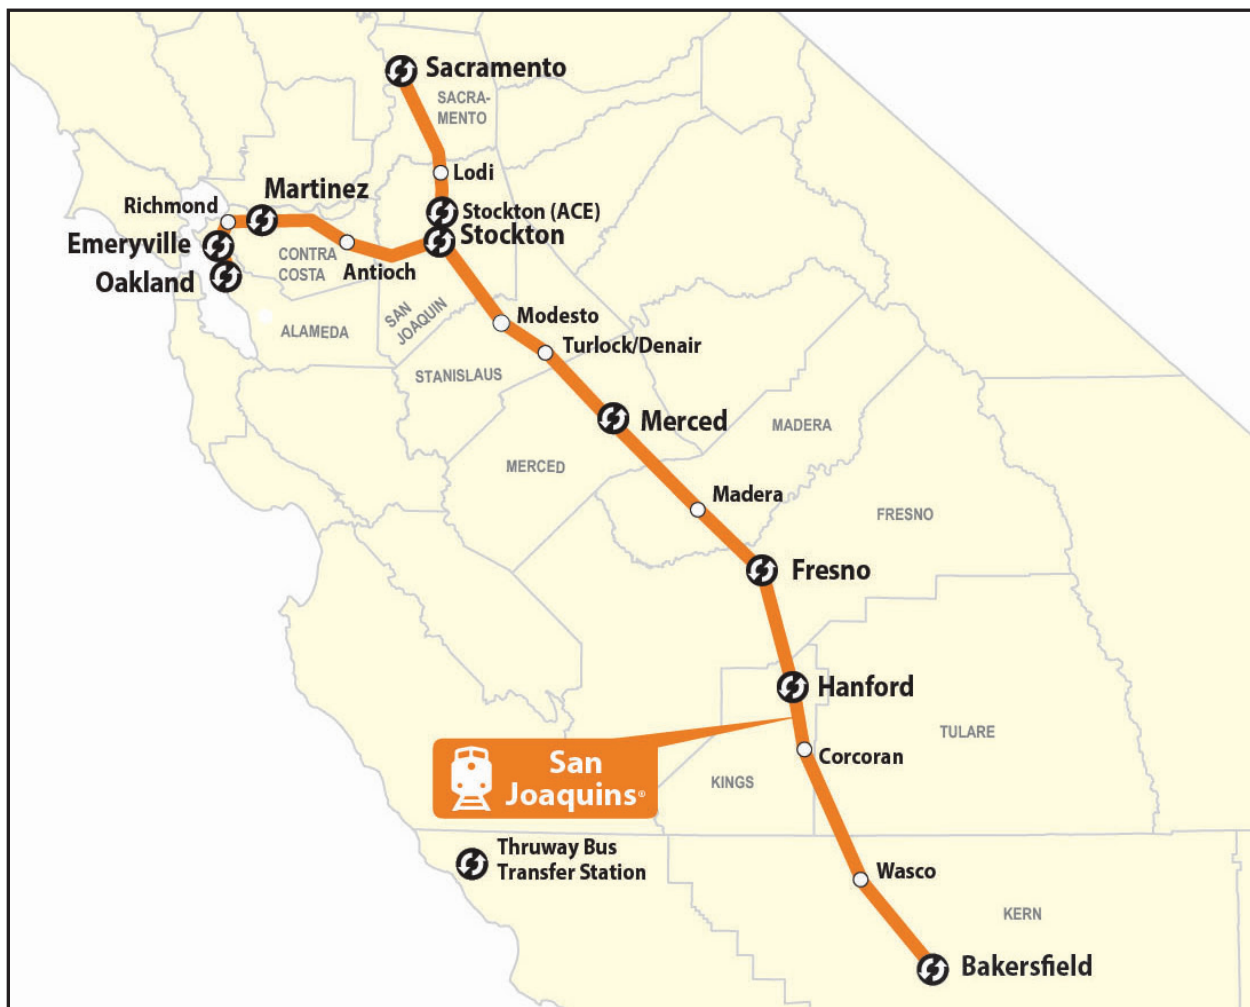 Sacramento
SACRA-
MENTO
Lodi
Martinez
Richmond
Stockton (ACE)
Stockton
Emeryville
CONTRA
COSTA
Antioch
Oakland
SAN
JOAQUIN
ALAMEDA
Modesto
Turlock/Denair
STANISLAUS
Merced
MADERA
MERCED
Madera
FRESNO
Fresno
Hanford
TULARE
San
Joaquins®
Corcoran
KINGS
Thruway Bus
Transfer Station
Wasco
KERN
Bakersfield